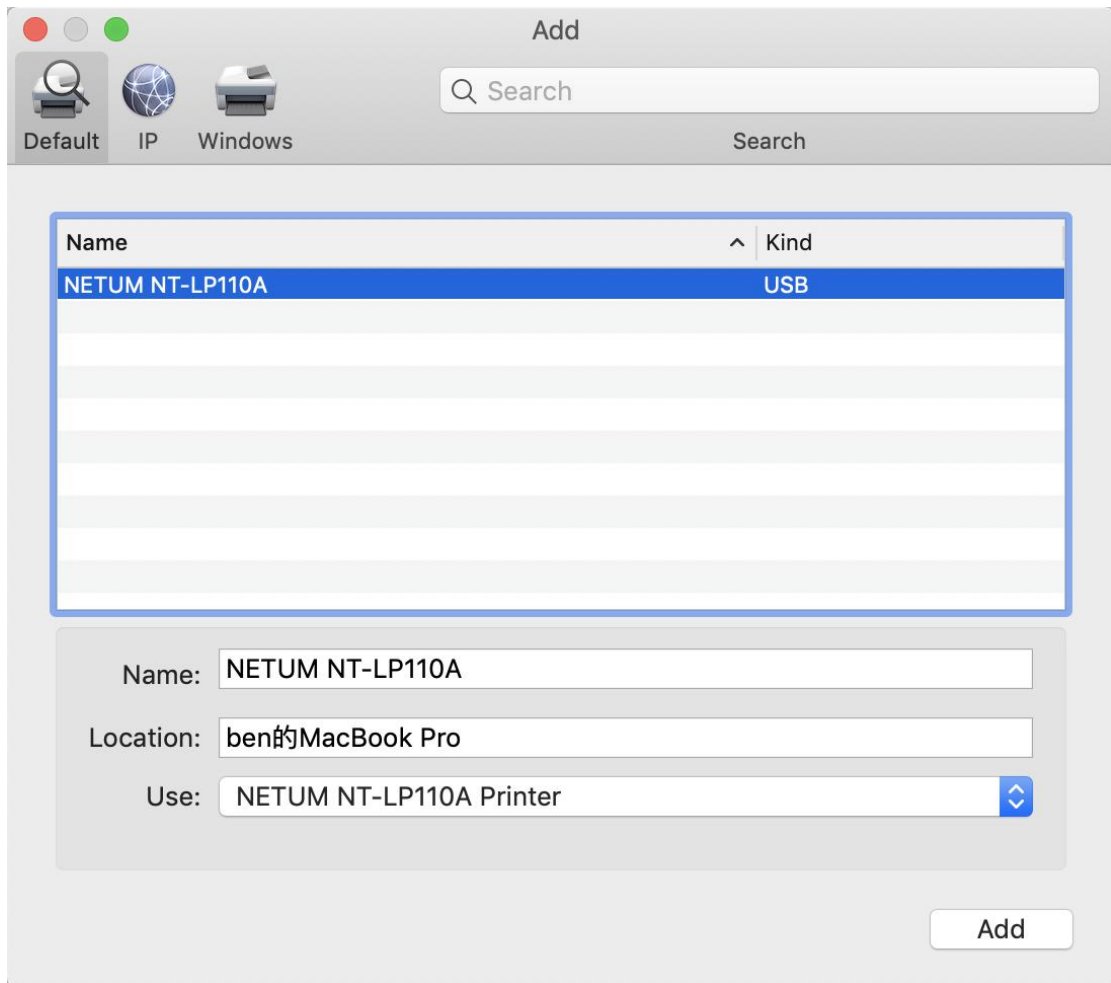 Add
Search
Default IP Windows Search
Name Kind
NETUM NT-LP110A USB
Name: NETUM NT-LP110A
Location: ben的MacBook Pro
Use: NETUM NT-LP110A Printer
Add